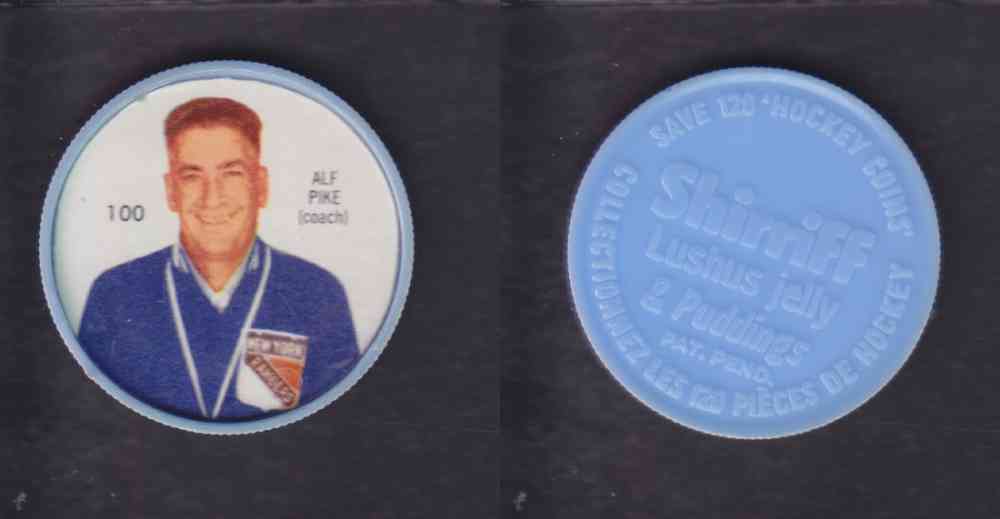 100
ALF
PIKE
(coach)
NEW YORK
RANGERS
SAVE 120 'HOCKEY COINS'
Shirriff
Lushus jelly
& Puddings
PAT. PEND.
COLLECTIONNEZ LES 120 PIÈCES DE HOCKEY